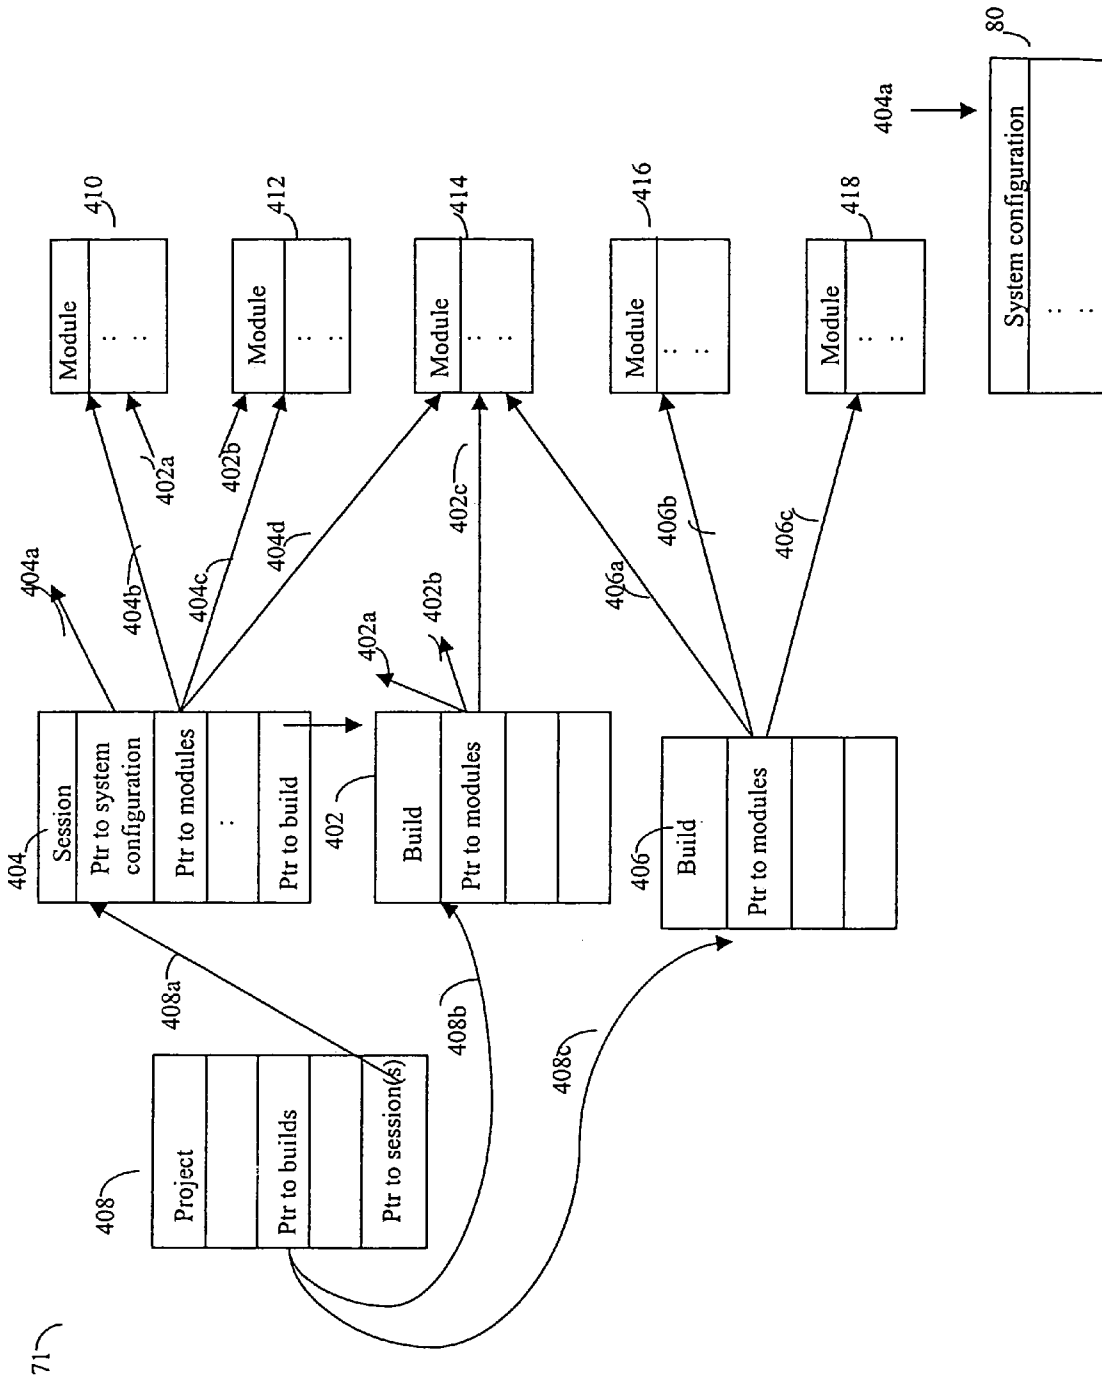 71
408
Project
Ptr to builds
Ptr to session(s)
408a
408b
408c
404
Session
Ptr to system
configuration
Ptr to modules
:
Ptr to build
402
Build
Ptr to modules
406
Build
Ptr to modules
404a
404b
404c
404d
402a
402b
402c
406a
406b
406c
402a
402b
Module
: :
410
Module
: :
412
Module
: :
414
Module
: :
416
Module
: :
418
404a
System configuration
: :
80